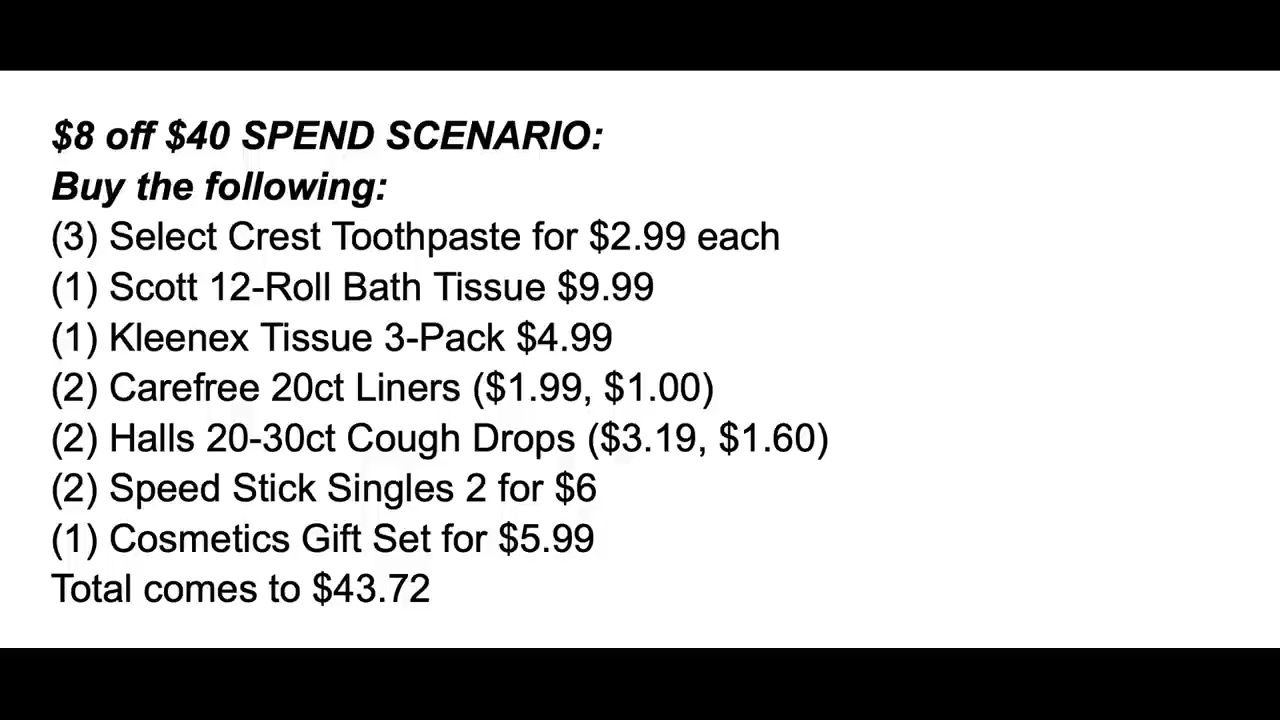 $8 off $40 SPEND SCENARIO:
Buy the following:
(3) Select Crest Toothpaste for $2.99 each
(1) Scott 12-Roll Bath Tissue $9.99
(1) Kleenex Tissue 3-Pack $4.99
(2) Carefree 20ct Liners ($1.99, $1.00)
(2) Halls 20-30ct Cough Drops ($3.19, $1.60)
(2) Speed Stick Singles 2 for $6
(1) Cosmetics Gift Set for $5.99
Total comes to $43.72